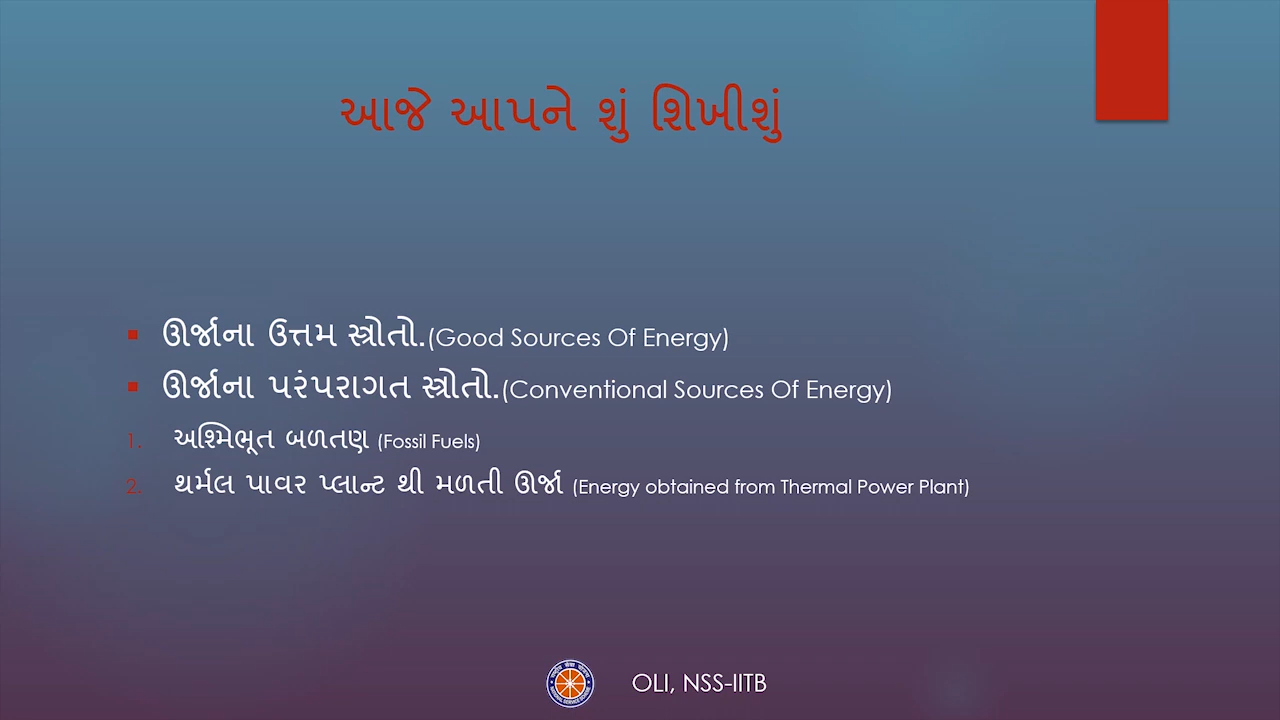 આજે આપને શું શિખીશું
▪ ઊર્જાના ઉત્તમ સ્ત્રોતો.(Good Sources Of Energy)
▪ ઊર્જાના પરંપરાગત સ્ત્રોતો.(Conventional Sources Of Energy)
1. અશ્મિભૂત બળતણ (Fossil Fuels)
2. થર્મલ પાવર પ્લાન્ટ થી મળતી ઊર્જા (Energy obtained from Thermal Power Plant)
OLI, NSS-IITB